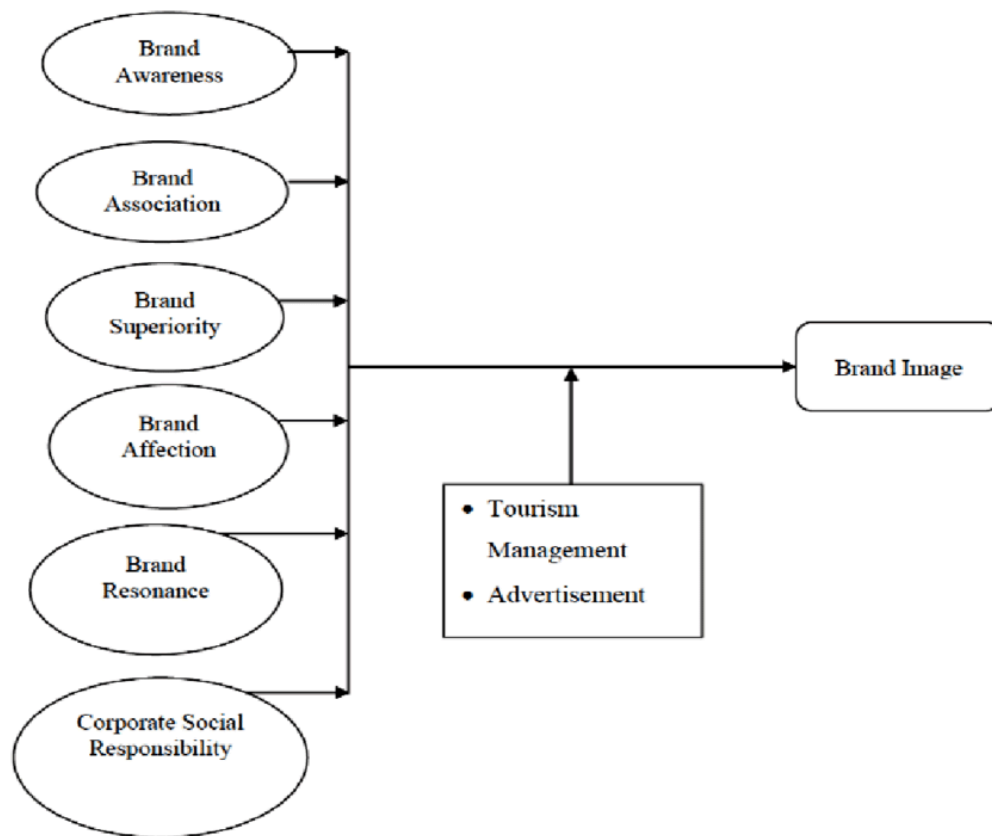 Brand
Awareness
Brand
Association
Brand
Superiority
Brand
Affection
Brand
Resonance
Corporate Social
Responsibility
• Tourism
Management
• Advertisement
Brand Image